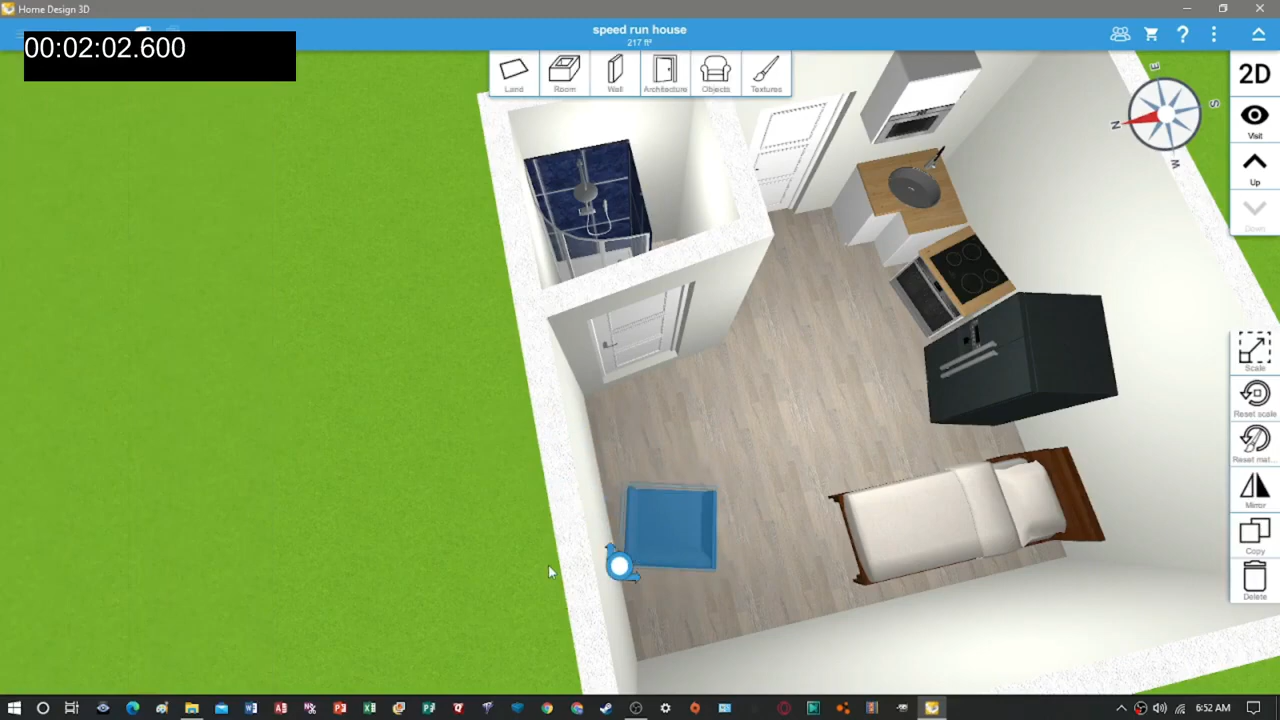 Home Design 3D
00:02:02.600
speed run house
217 ft²
Land
Room
Wall
Architecture
Objects
Textures
2D
Visit
Up
Down
E
S
N
W
Scale
Reset scale
Reset mat...
Mirror
Copy
Delete
6:52 AM